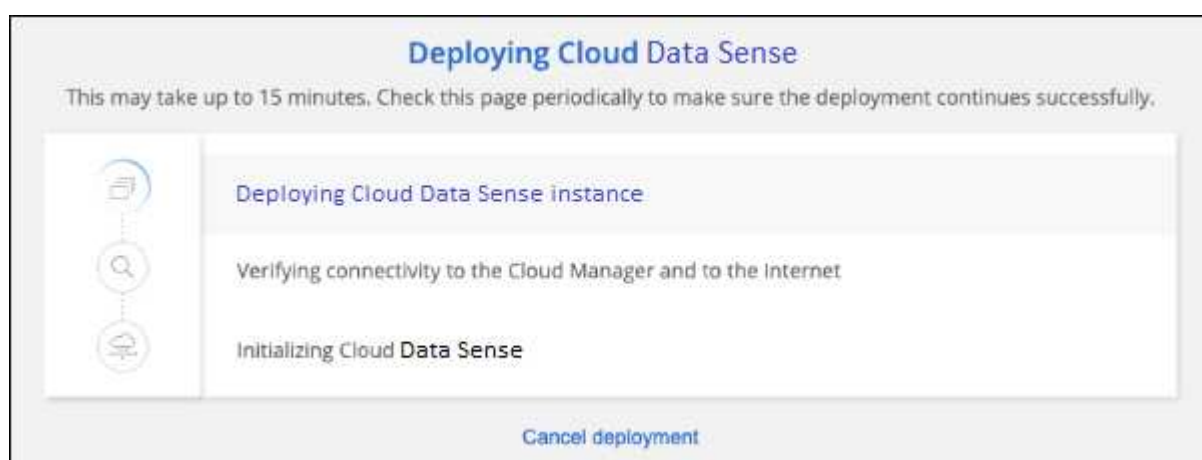 Deploying Cloud Data Sense
This may take up to 15 minutes. Check this page periodically to make sure the deployment continues successfully.
Deploying Cloud Data Sense instance
Verifying connectivity to the Cloud Manager and to the Internet
Initializing Cloud Data Sense
Cancel deployment